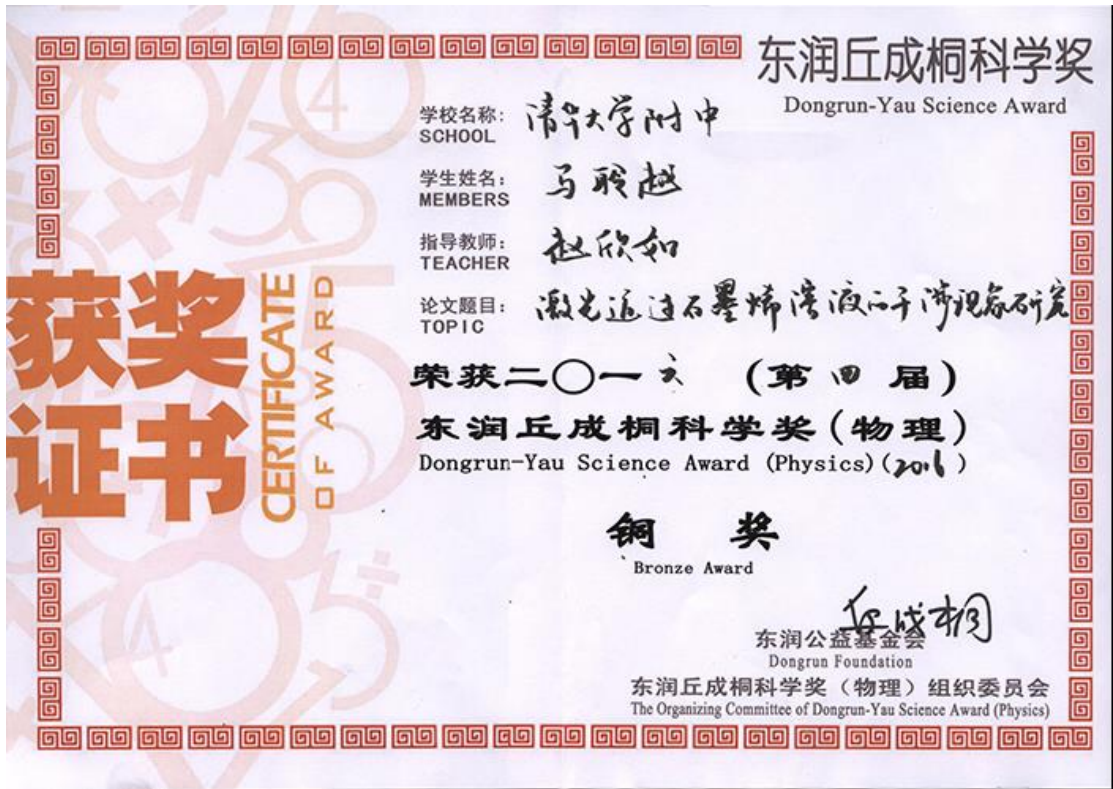 东润丘成桐科学奖
Dongrun-Yau Science Award
学校名称: 清华大学附中
SCHOOL
学生姓名: 马聪越
MEMBERS
指导教师: 赵欣如
TEACHER
论文题目: 激光通过石墨烯溶液的干涉现象研究
TOPIC
获奖
证书
CERTIFICATE
OF AWARD
荣获二〇一六 (第四届)
东润丘成桐科学奖(物理)
Dongrun-Yau Science Award (Physics)(2016)
铜 奖
Bronze Award
丘成桐
东润公益基金会
Dongrun Foundation
东润丘成桐科学奖(物理)组织委员会
The Organizing Committee of Dongrun-Yau Science Award (Physics)